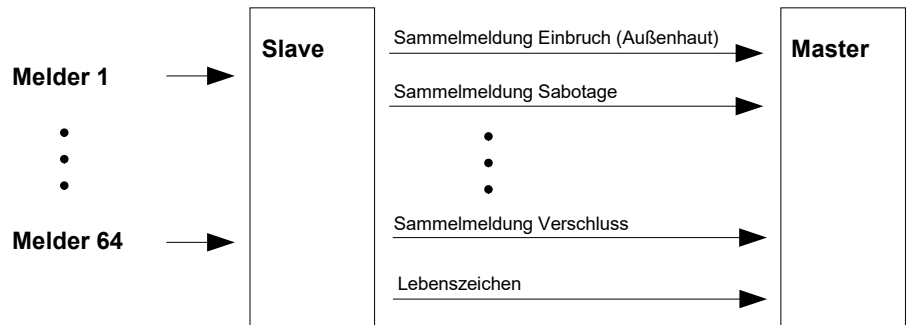 Slave
Sammelmeldung Einbruch (Außenhaut)
Master
Melder 1
Sammelmeldung Sabotage
Sammelmeldung Verschluss
Melder 64
Lebenszeichen